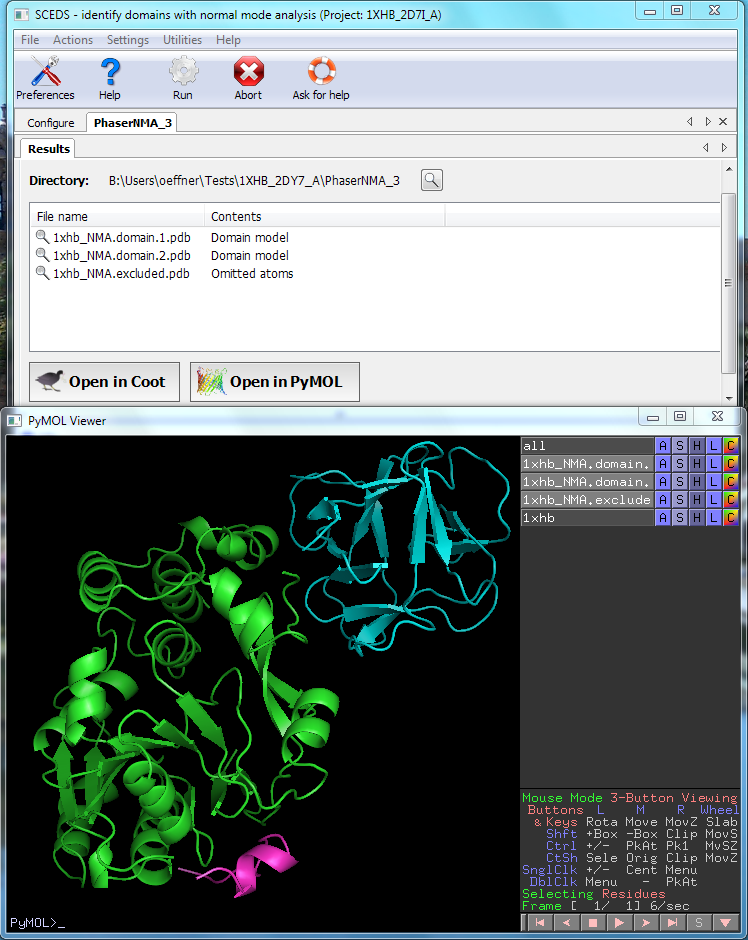 SCEDS - identify domains with normal mode analysis (Project: 1XHB_2D7I_A)
File Actions Settings Utilities Help
Preferences Help Run Abort Ask for help
Configure PhaserNMA_3
Results
Directory: B:\Users\oeffner\Tests\1XHB_2DY7_A\PhaserNMA_3
File name Contents
1xhb_NMA.domain.1.pdb Domain model
1xhb_NMA.domain.2.pdb Domain model
1xhb_NMA.excluded.pdb Omitted atoms
Open in Coot Open in PyMOL
PyMOL Viewer
all A S H L C
1xhb_NMA.domain. A S H L C
1xhb_NMA.domain. A S H L C
1xhb_NMA.exclude A S H L C
1xhb A S H L C
Mouse Mode 3-Button Viewing
Buttons L M R Wheel
& Keys Rota Move MovZ Slab
Shft +Box -Box Clip MovS
Ctrl +/- PkAt Pk1 MvSZ
CtSh Sele Orig Clip MovZ
SnglClk +/- Cent Menu
DblClk Menu - PkAt
Selecting Residues
Frame [ 1/ 1] 6/sec
PyMOL>_ S